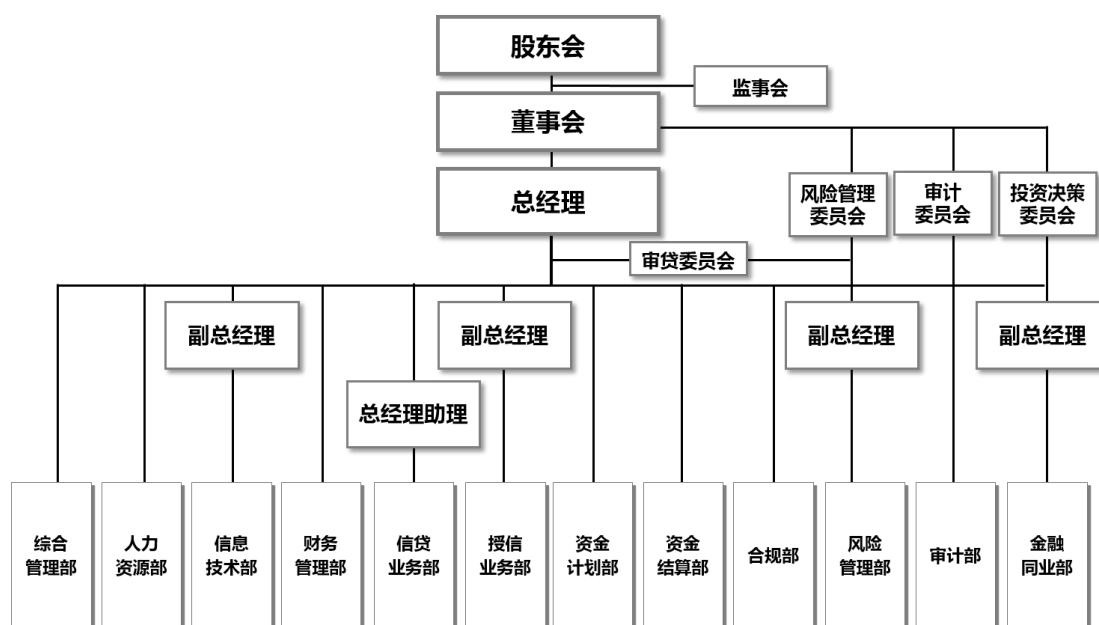 股东会
监事会
董事会
总经理
风险管理
委员会
审计
委员会
投资决策
委员会
审贷委员会
副总经理
副总经理
副总经理
副总经理
总经理助理
综合
管理部
人力
资源部
信息
技术部
财务
管理部
信贷
业务部
授信
业务部
资金
计划部
资金
结算部
合规部
风险
管理部
审计部
金融
同业部